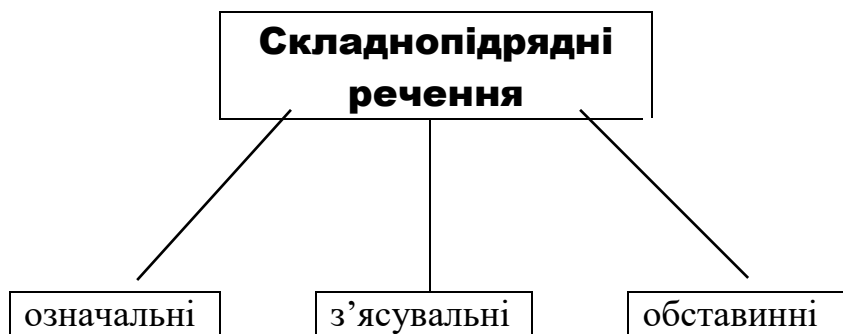 Складнопідрядні
речення
означальні з’ясувальні обставинні